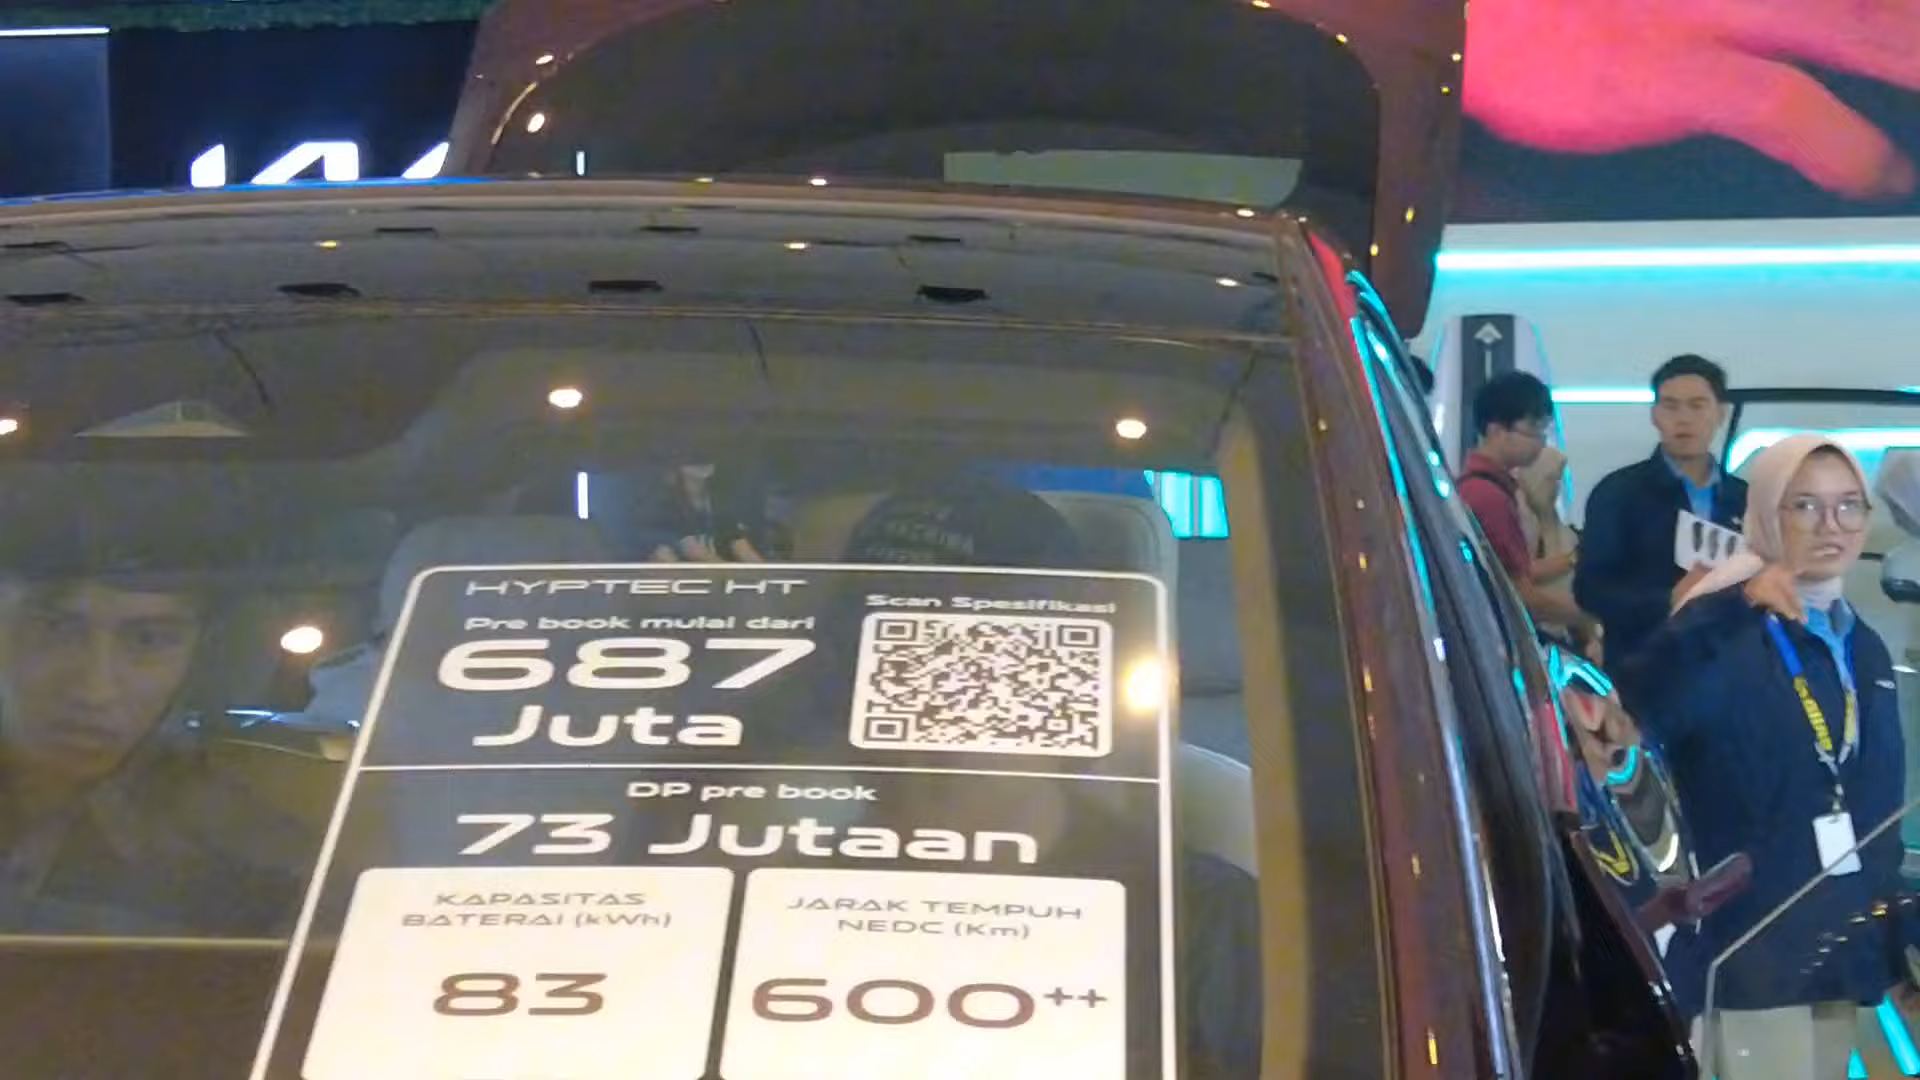 HYPTEC HT
Pre book mulai dari
687
Juta
Scan Spesifikasi
DP pre book
73 Jutaan
KAPASITAS
BATERAI (kWh)
83
JARAK TEMPUH
NEDC (Km)
600++